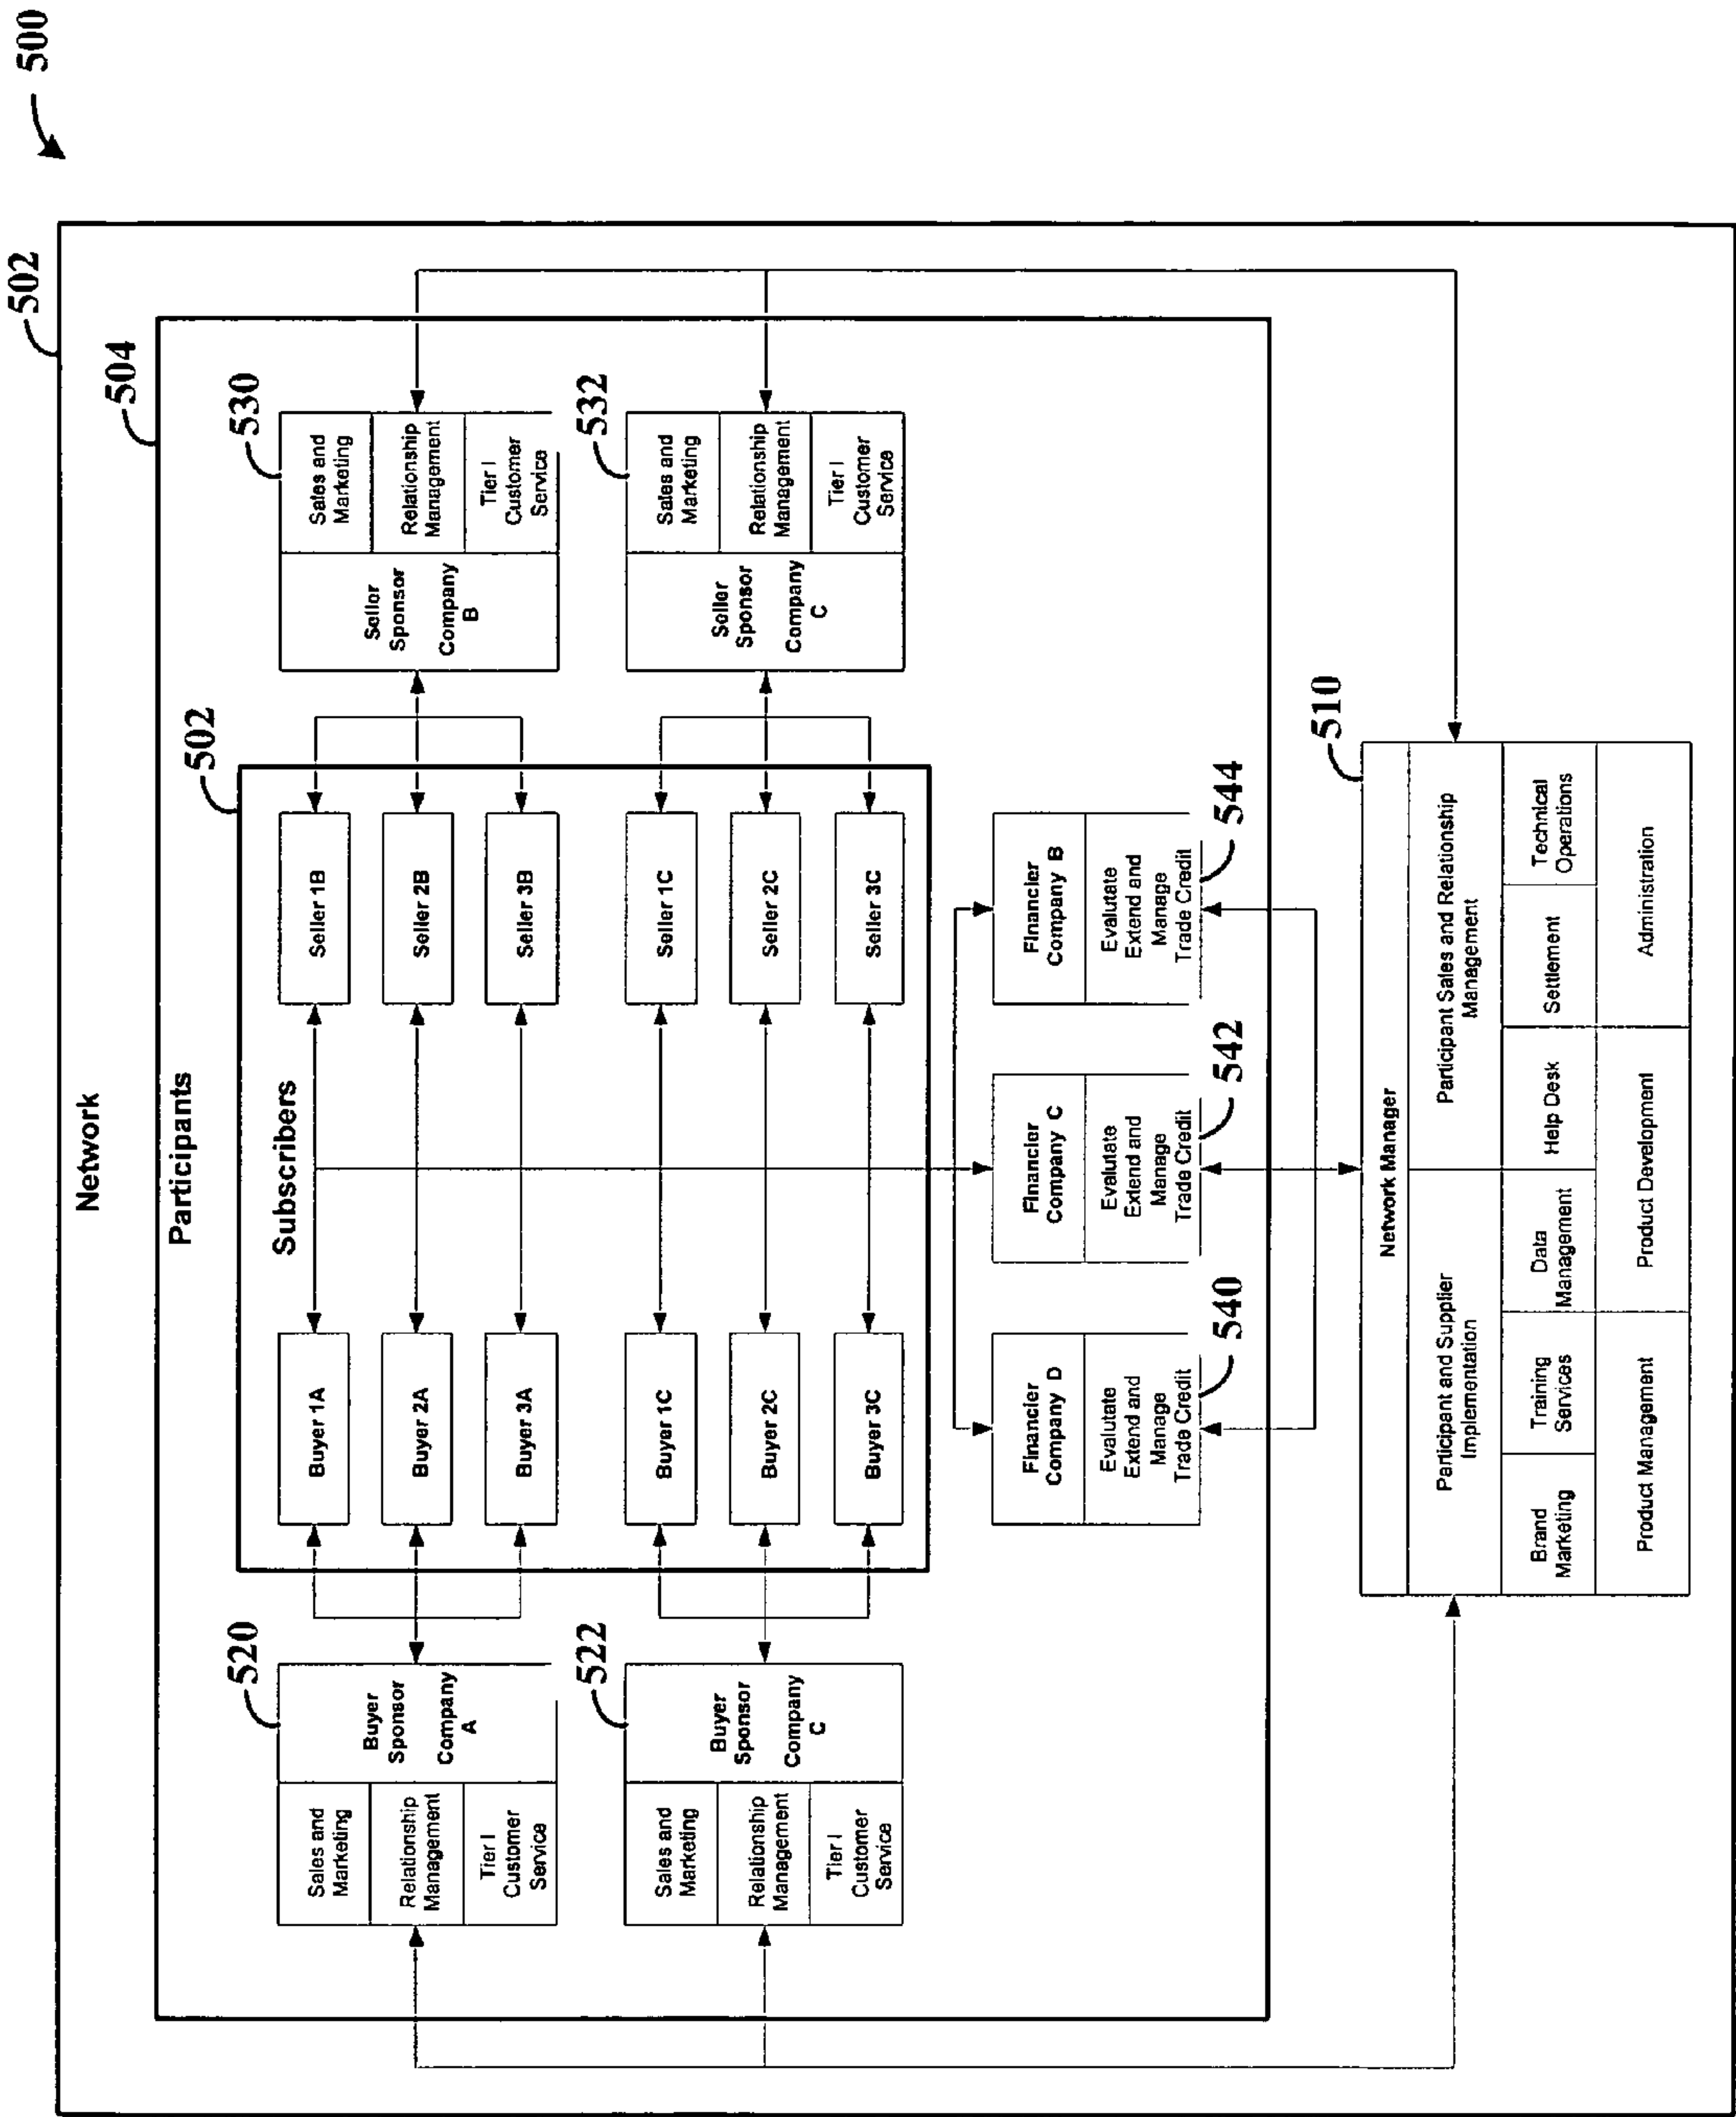 500
502
Network
504
Participants
502
Subscribers
520
Sales and
Marketing
Relationship
Management
Tier I
Customer
Service
Buyer
Sponsor
Company
A
522
Sales and
Marketing
Relationship
Management
Tier I
Customer
Service
Buyer
Sponsor
Company
C
Buyer 1A
Buyer 2A
Buyer 3A
Buyer 1C
Buyer 2C
Buyer 3C
Seller 1B
Seller 2B
Seller 3B
Seller 1C
Seller 2C
Seller 3C
530
Seller
Sponsor
Company
B
Sales and
Marketing
Relationship
Management
Tier I
Customer
Service
532
Seller
Sponsor
Company
C
Sales and
Marketing
Relationship
Management
Tier I
Customer
Service
Financier
Company D
Evalutate
Extend and
Manage
Trade Credit
540
Financier
Company C
Evalutate
Extend and
Manage
Trade Credit
542
Financier
Company B
Evalutate
Extend and
Manage
Trade Credit
544
510
Network Manager
Participant and Supplier
Implementation
Participant Sales and Relationship
Management
Brand
Marketing
Training
Services
Data
Management
Help Desk
Settlement
Technical
Operations
Product Management
Product Development
Administration